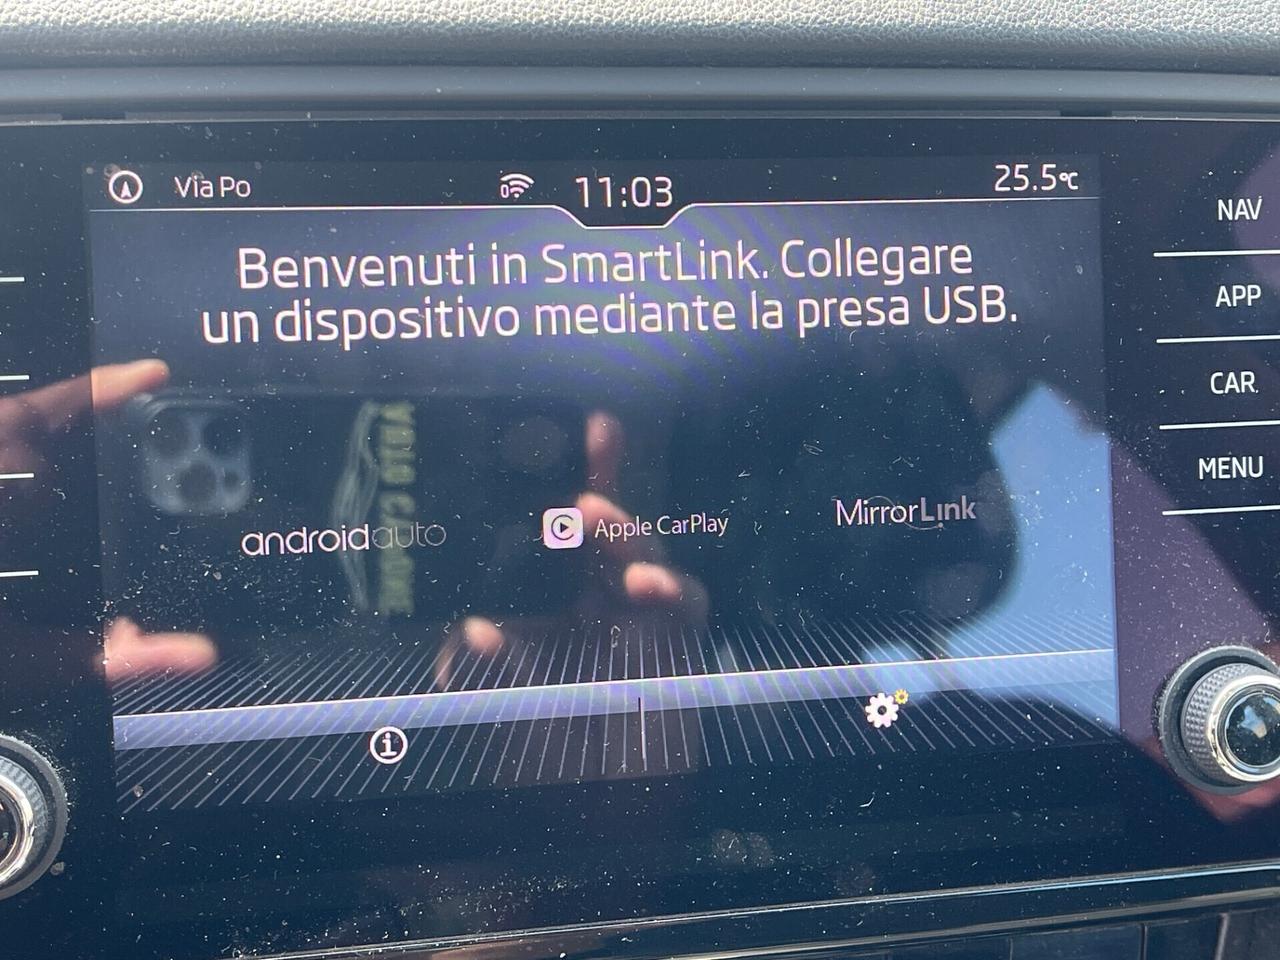 Via Po
11:03
25.5°C
NAV
Benvenuti in SmartLink. Collegare
un dispositivo mediante la presa USB.
APP
CAR
MENU
androidauto
Apple CarPlay
MirrorLink